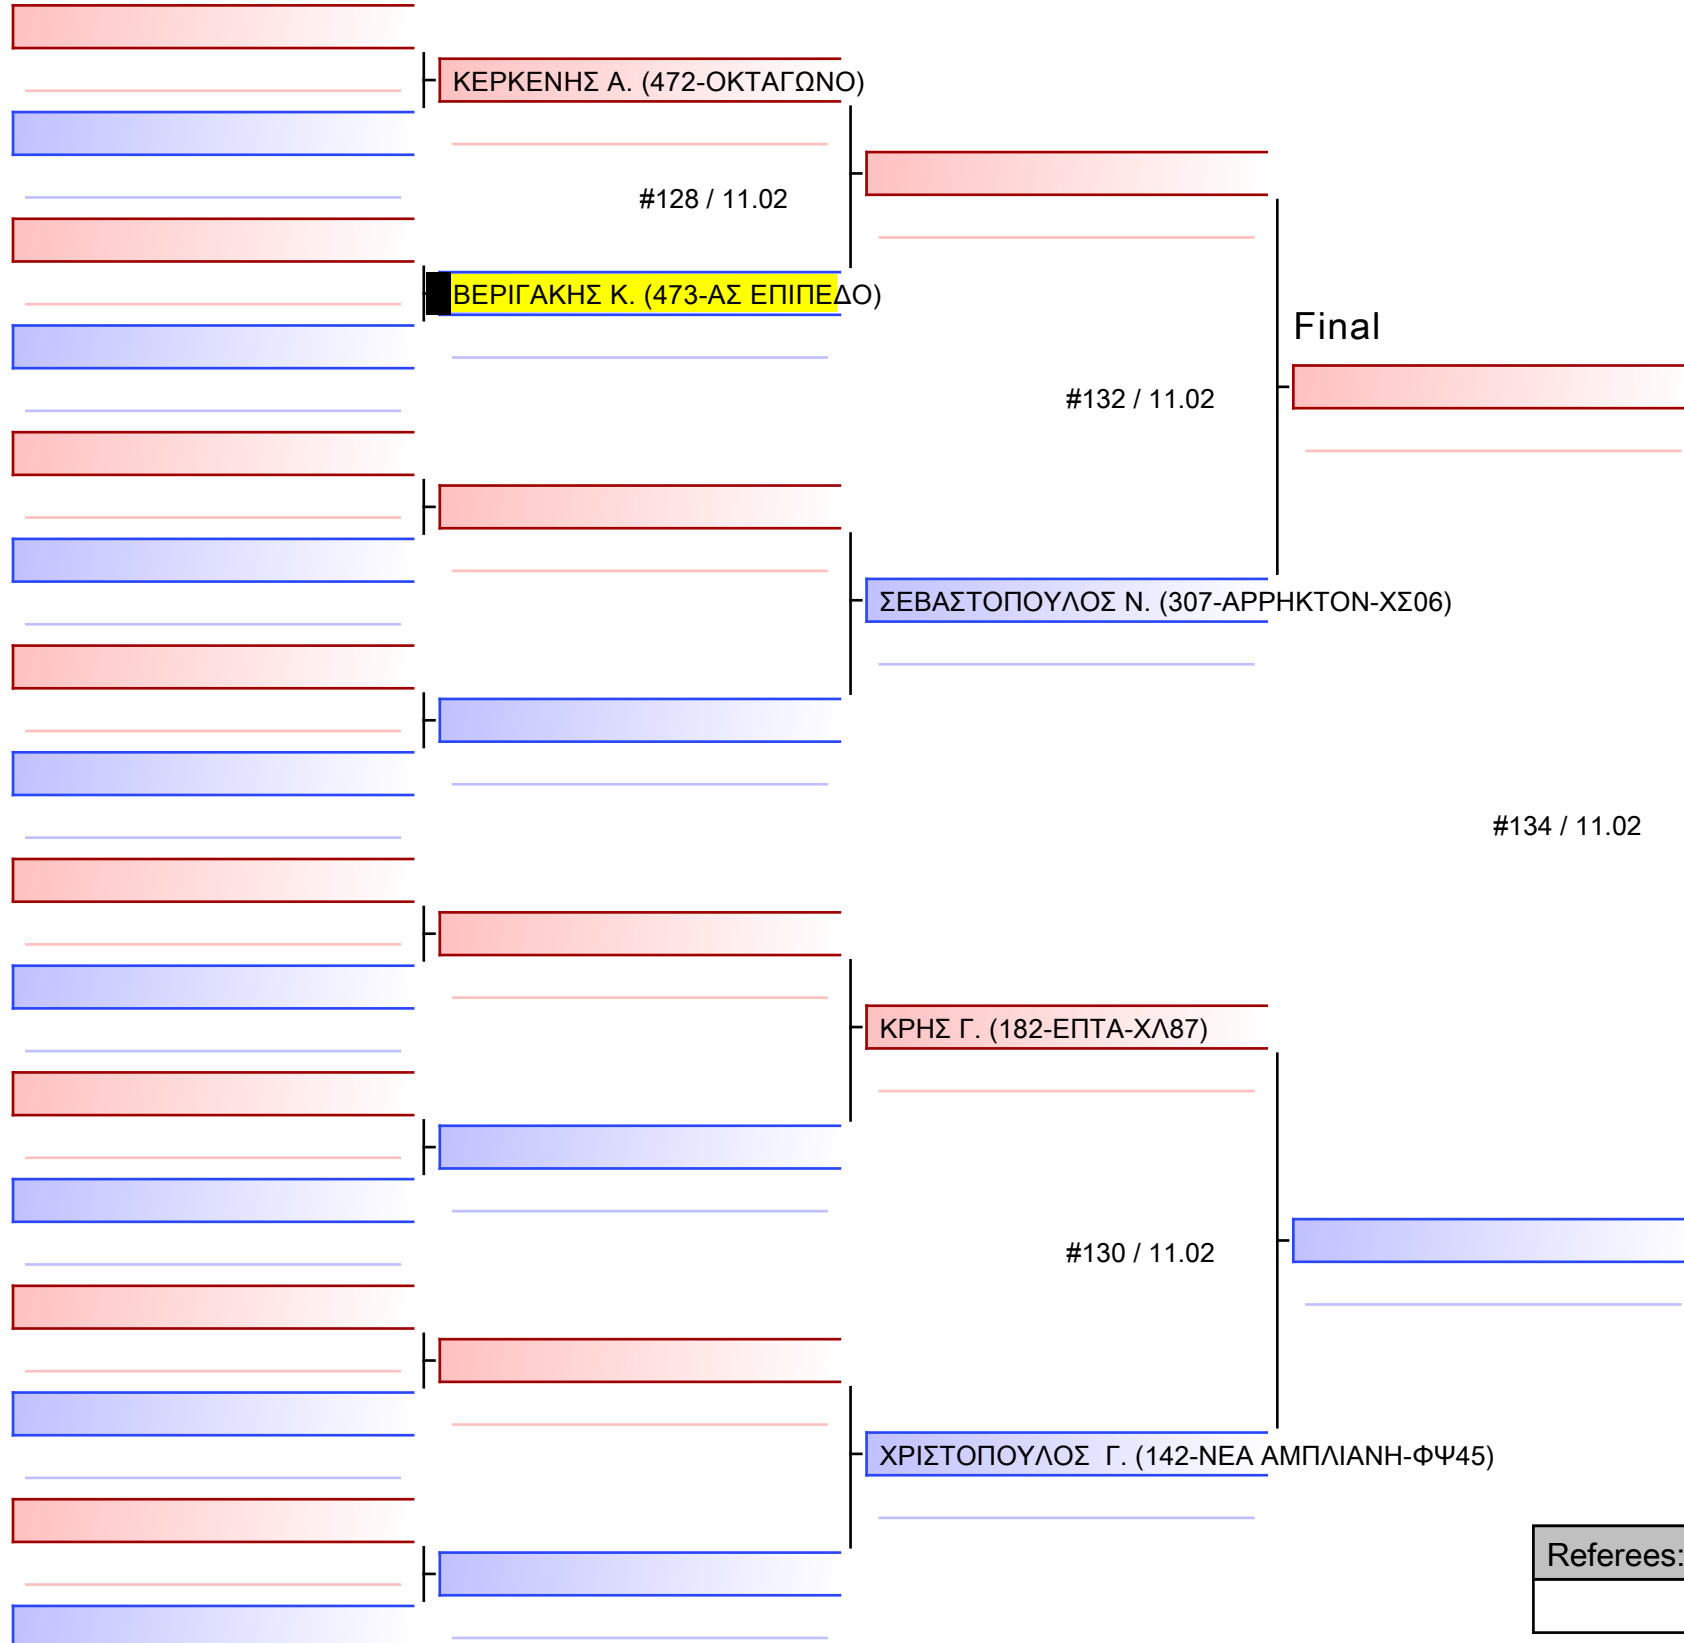 ΚΕΡΚΕΝΗΣ Α. (472-ΟΚΤΑΓΩΝΟ)
#128 / 11.02
ΒΕΡΙΓΑΚΗΣ Κ. (473-ΑΣ ΕΠΙΠΕΔΟ)
Final
#132 / 11.02
ΣΕΒΑΣΤΟΠΟΥΛΟΣ Ν. (307-ΑΡΡΗΚΤΟΝ-ΧΣ06)
#134 / 11.02
ΚΡΗΣ Γ. (182-ΕΠΤΑ-ΧΛ87)
#130 / 11.02
ΧΡΙΣΤΟΠΟΥΛΟΣ  Γ. (142-ΝΕΑ ΑΜΠΛΙΑΝΗ-ΦΨ45)
Referees: